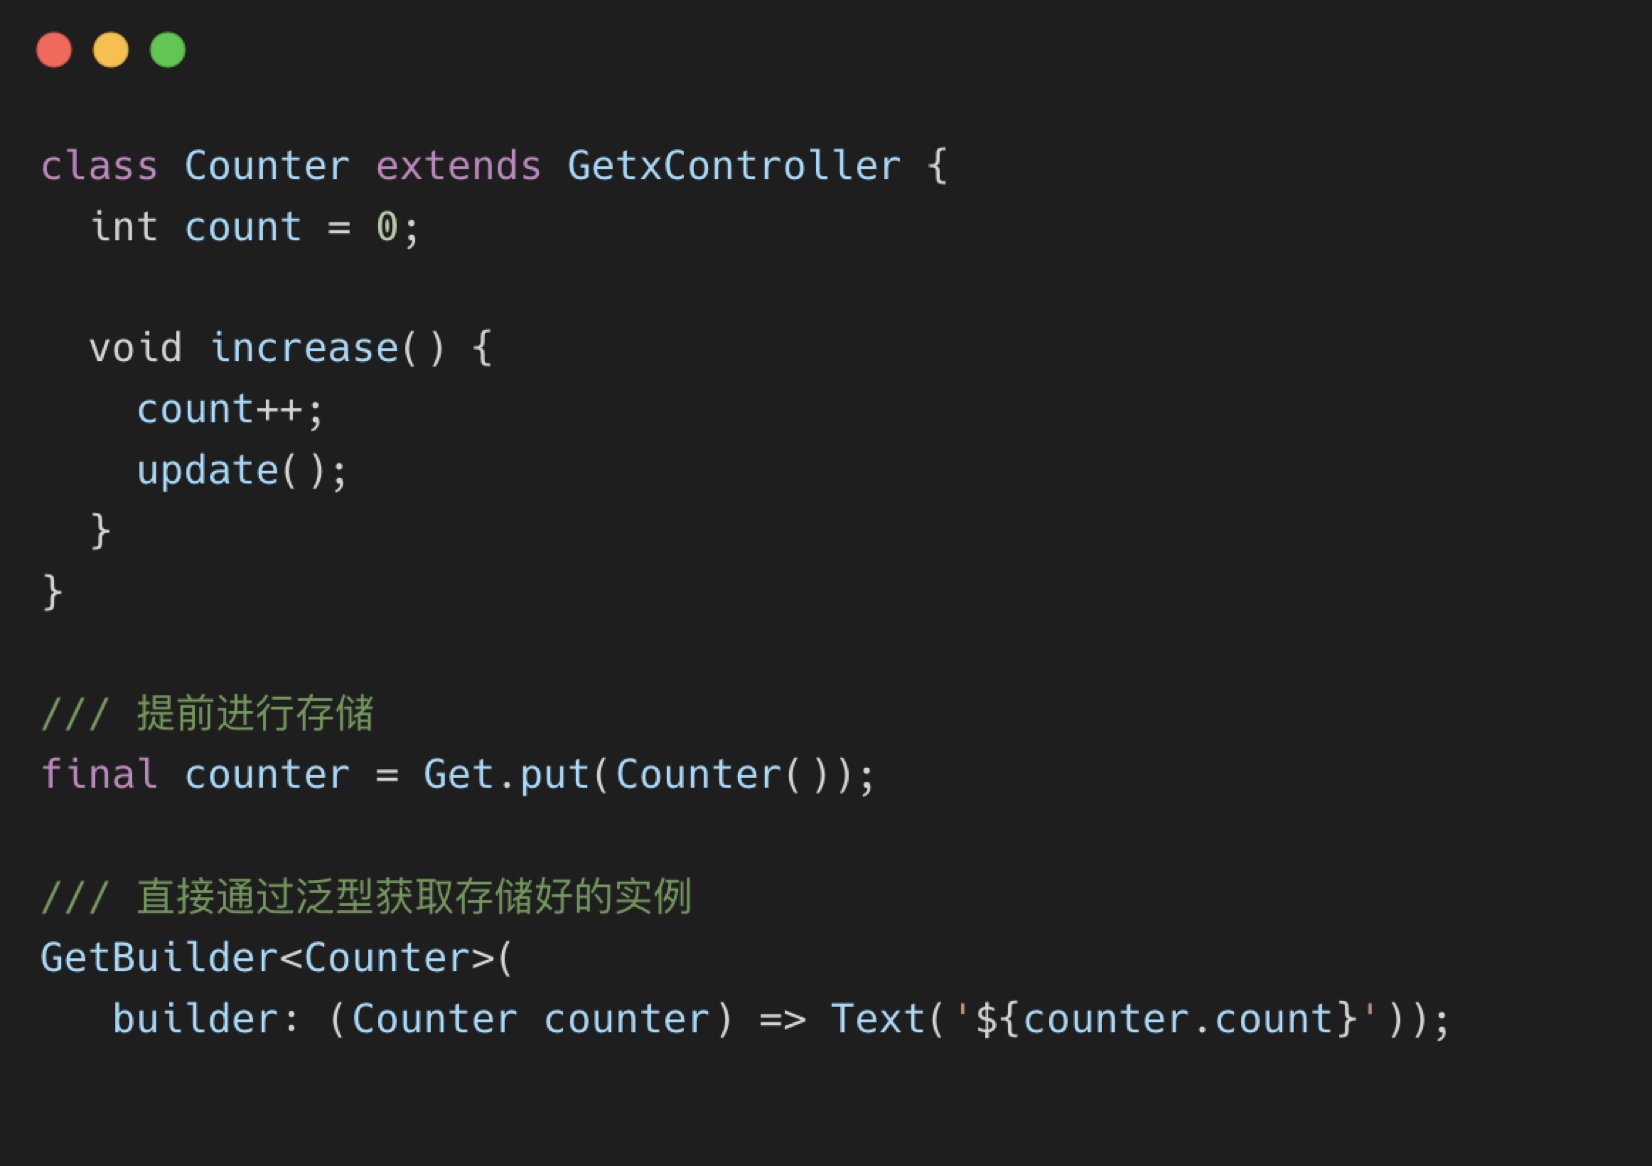 class Counter extends GetxController {
  int count = 0;

  void increase() {
    count++;
    update();
  }
}

/// 提前进行存储
final counter = Get.put(Counter());

/// 直接通过泛型获取存储好的实例
GetBuilder<Counter>(
   builder: (Counter counter) => Text('${counter.count}'));